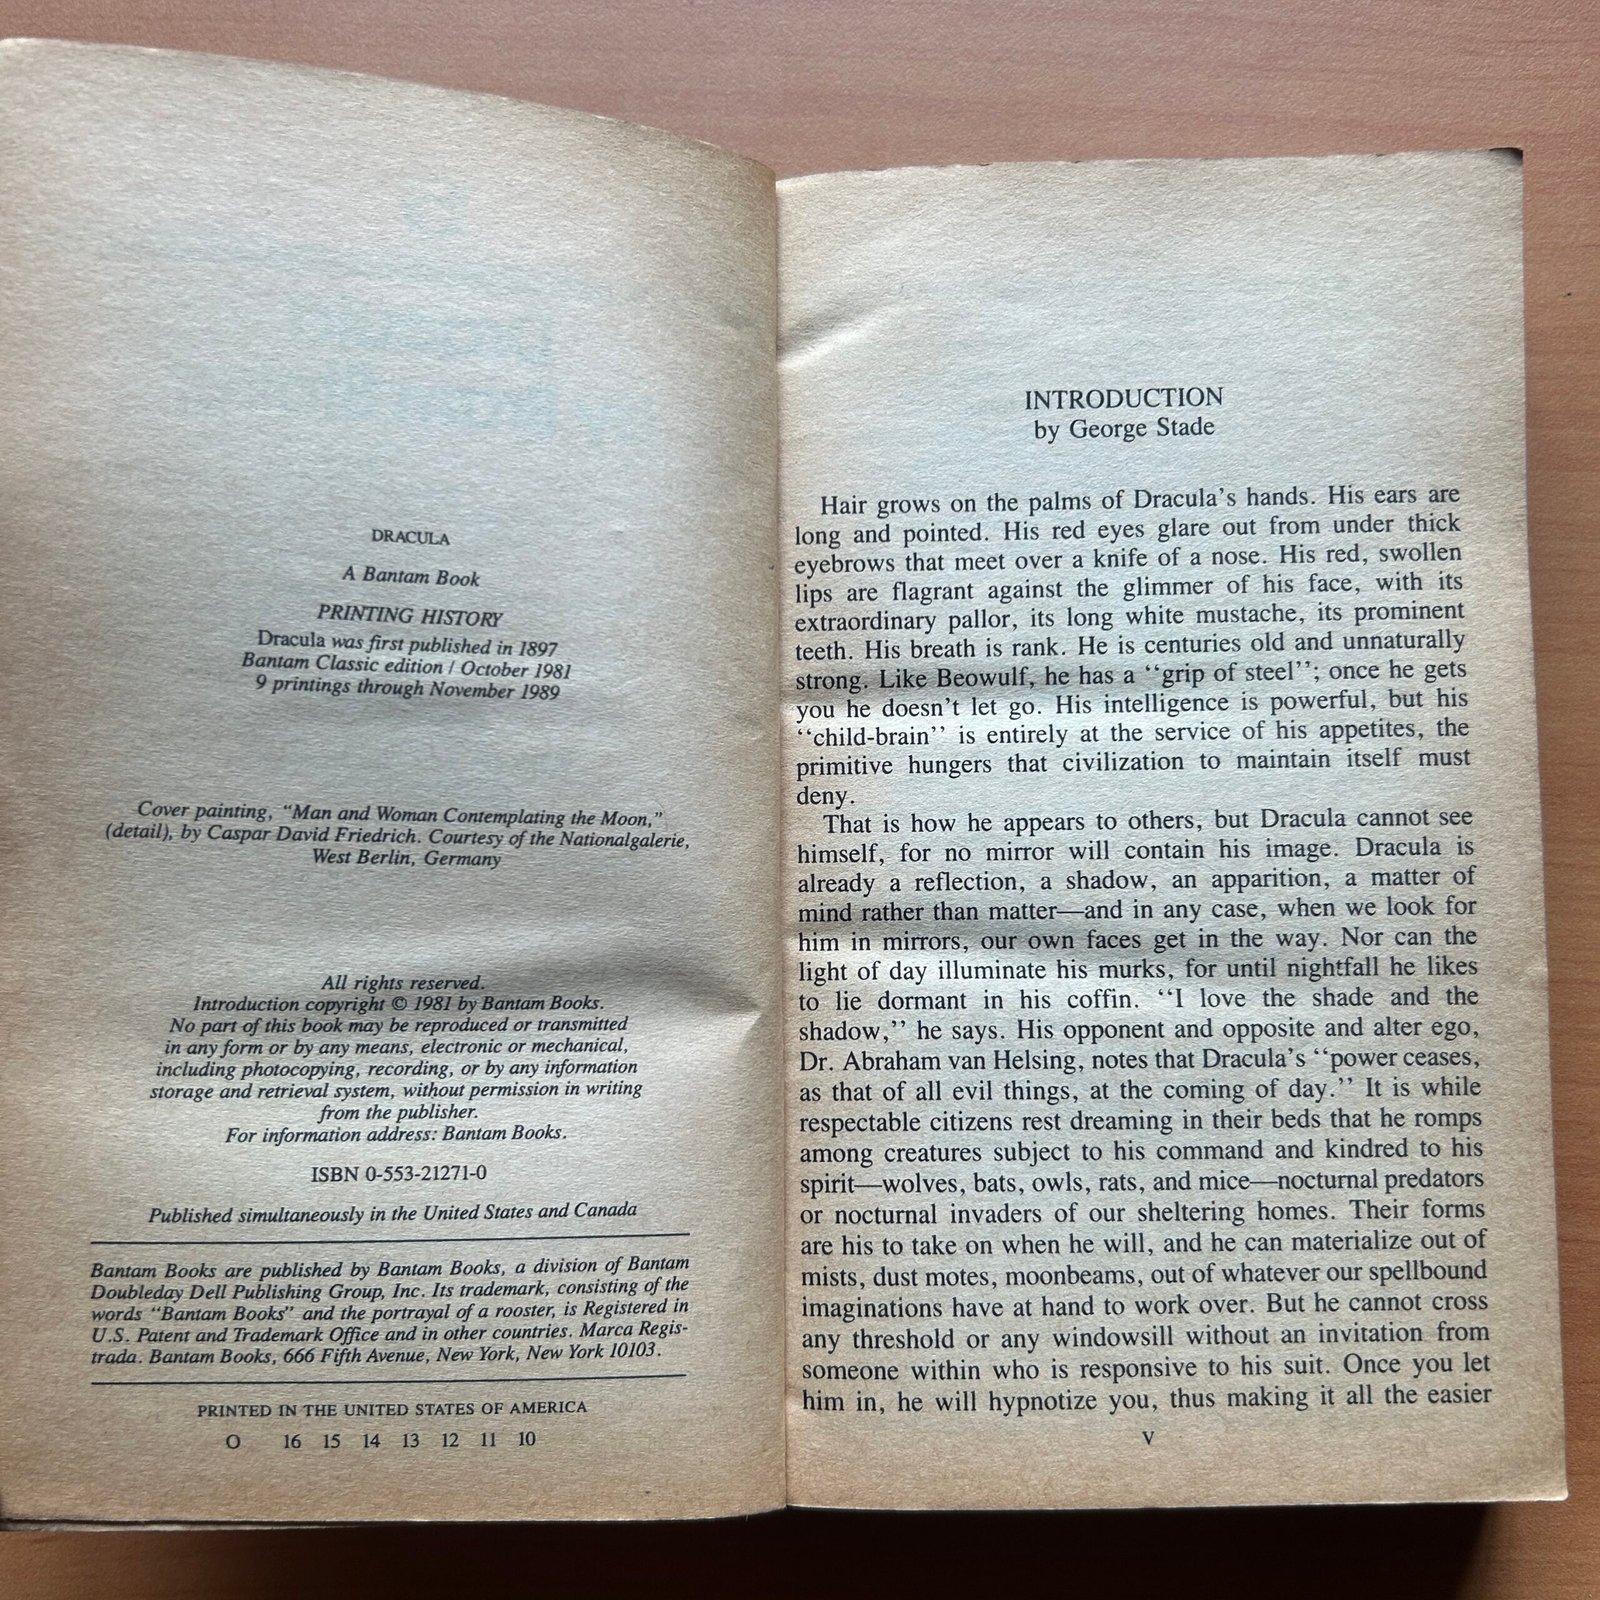 DRACULA
A Bantam Book
PRINTING HISTORY
Dracula was first published in 1897
Bantam Classic edition / October 1981
9 printings through November 1989
Cover painting, “Man and Woman Contemplating the Moon,”
(detail), by Caspar David Friedrich. Courtesy of the Nationalgalerie,
West Berlin, Germany
All rights reserved.
Introduction copyright © 1981 by Bantam Books.
No part of this book may be reproduced or transmitted
in any form or by any means, electronic or mechanical,
including photocopying, recording, or by any information
storage and retrieval system, without permission in writing
from the publisher.
For information address: Bantam Books.
ISBN 0-553-21271-0
Published simultaneously in the United States and Canada
Bantam Books are published by Bantam Books, a division of Bantam
Doubleday Dell Publishing Group, Inc. Its trademark, consisting of the
words “Bantam Books” and the portrayal of a rooster, is Registered in
U.S. Patent and Trademark Office and in other countries. Marca Regis-
trada. Bantam Books, 666 Fifth Avenue, New York, New York 10103.
PRINTED IN THE UNITED STATES OF AMERICA
O 16 15 14 13 12 11 10
INTRODUCTION
by George Stade
Hair grows on the palms of Dracula’s hands. His ears are
long and pointed. His red eyes glare out from under thick
eyebrows that meet over a knife of a nose. His red, swollen
lips are flagrant against the glimmer of his face, with its
extraordinary pallor, its long white mustache, its prominent
teeth. His breath is rank. He is centuries old and unnaturally
strong. Like Beowulf, he has a “grip of steel”; once he gets
you he doesn’t let go. His intelligence is powerful, but his
“child-brain” is entirely at the service of his appetites, the
primitive hungers that civilization to maintain itself must
deny.
That is how he appears to others, but Dracula cannot see
himself, for no mirror will contain his image. Dracula is
already a reflection, a shadow, an apparition, a matter of
mind rather than matter—and in any case, when we look for
him in mirrors, our own faces get in the way. Nor can the
light of day illuminate his murks, for until nightfall he likes
to lie dormant in his coffin. “I love the shade and the
shadow,” he says. His opponent and opposite and alter ego,
Dr. Abraham van Helsing, notes that Dracula’s “power ceases,
as that of all evil things, at the coming of day.” It is while
respectable citizens rest dreaming in their beds that he romps
among creatures subject to his command and kindred to his
spirit—wolves, bats, owls, rats, and mice—nocturnal predators
or nocturnal invaders of our sheltering homes. Their forms
are his to take on when he will, and he can materialize out of
mists, dust motes, moonbeams, out of whatever our spellbound
imaginations have at hand to work over. But he cannot cross
any threshold or any windowsill without an invitation from
someone within who is responsive to his suit. Once you let
him in, he will hypnotize you, thus making it all the easier
v